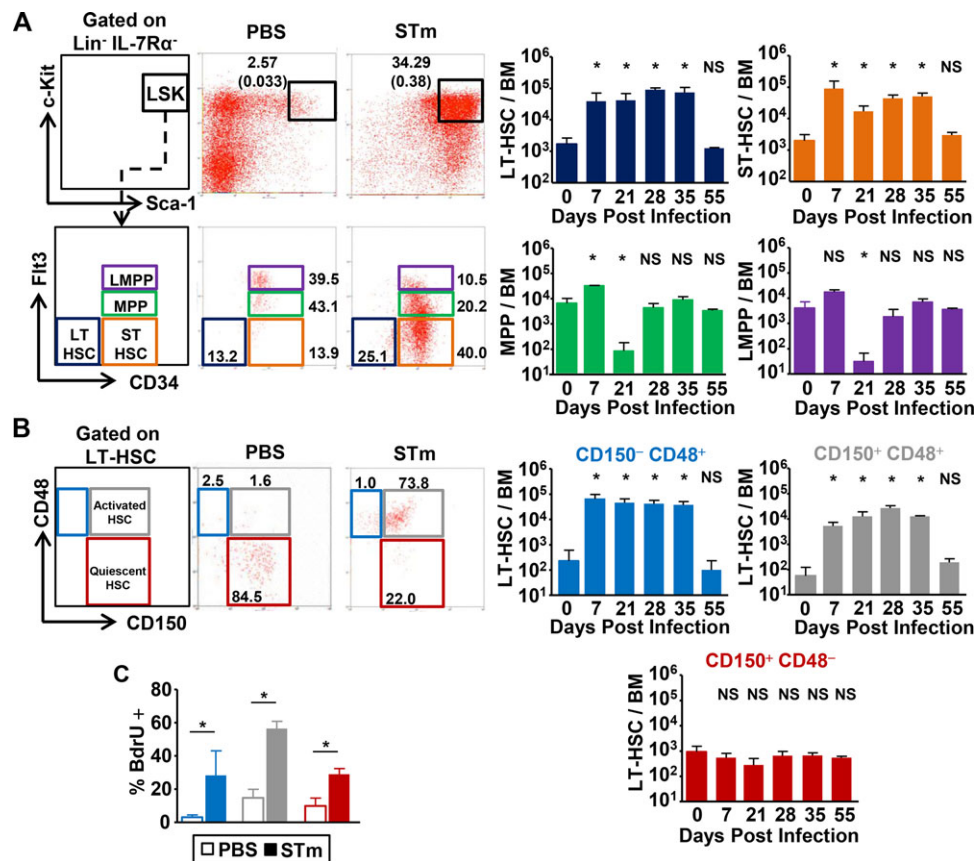 A
Gated on
Lin⁻ IL-7Rα⁻
c-Kit
LSK
Sca-1
PBS
2.57
(0.033)
STm
34.29
(0.38)
Flt3
LMPP
MPP
LT
HSC
ST
HSC
CD34
39.5
43.1
13.2
13.9
10.5
20.2
25.1
40.0
LT-HSC / BM
10⁶
10⁵
10⁴
10³
10²
* * * * NS
0 7 21 28 35 55
Days Post Infection
ST-HSC / BM
10⁶
10⁵
10⁴
10³
10²
* * * * NS
0 7 21 28 35 55
Days Post Infection
MPP / BM
10⁶
10⁵
10⁴
10³
10²
10¹
* * NS NS NS
0 7 21 28 35 55
Days Post Infection
LMPP / BM
10⁶
10⁵
10⁴
10³
10²
10¹
NS * NS NS NS
0 7 21 28 35 55
Days Post Infection
B
Gated on
LT-HSC
CD48
Activated
HSC
Quiescent
HSC
CD150
PBS
2.5 1.6
84.5
STm
1.0 73.8
22.0
CD150⁻ CD48⁺
LT-HSC / BM
10⁶
10⁵
10⁴
10³
10²
10¹
* * * * NS
0 7 21 28 35 55
Days Post Infection
CD150⁺ CD48⁺
LT-HSC / BM
10⁶
10⁵
10⁴
10³
10²
10¹
* * * * NS
0 7 21 28 35 55
Days Post Infection
CD150⁺ CD48⁻
LT-HSC / BM
10⁶
10⁵
10⁴
10³
10²
10¹
NS NS NS NS NS
0 7 21 28 35 55
Days Post Infection
C
% BdrU +
80
60
40
20
0
* * *
PBS STm